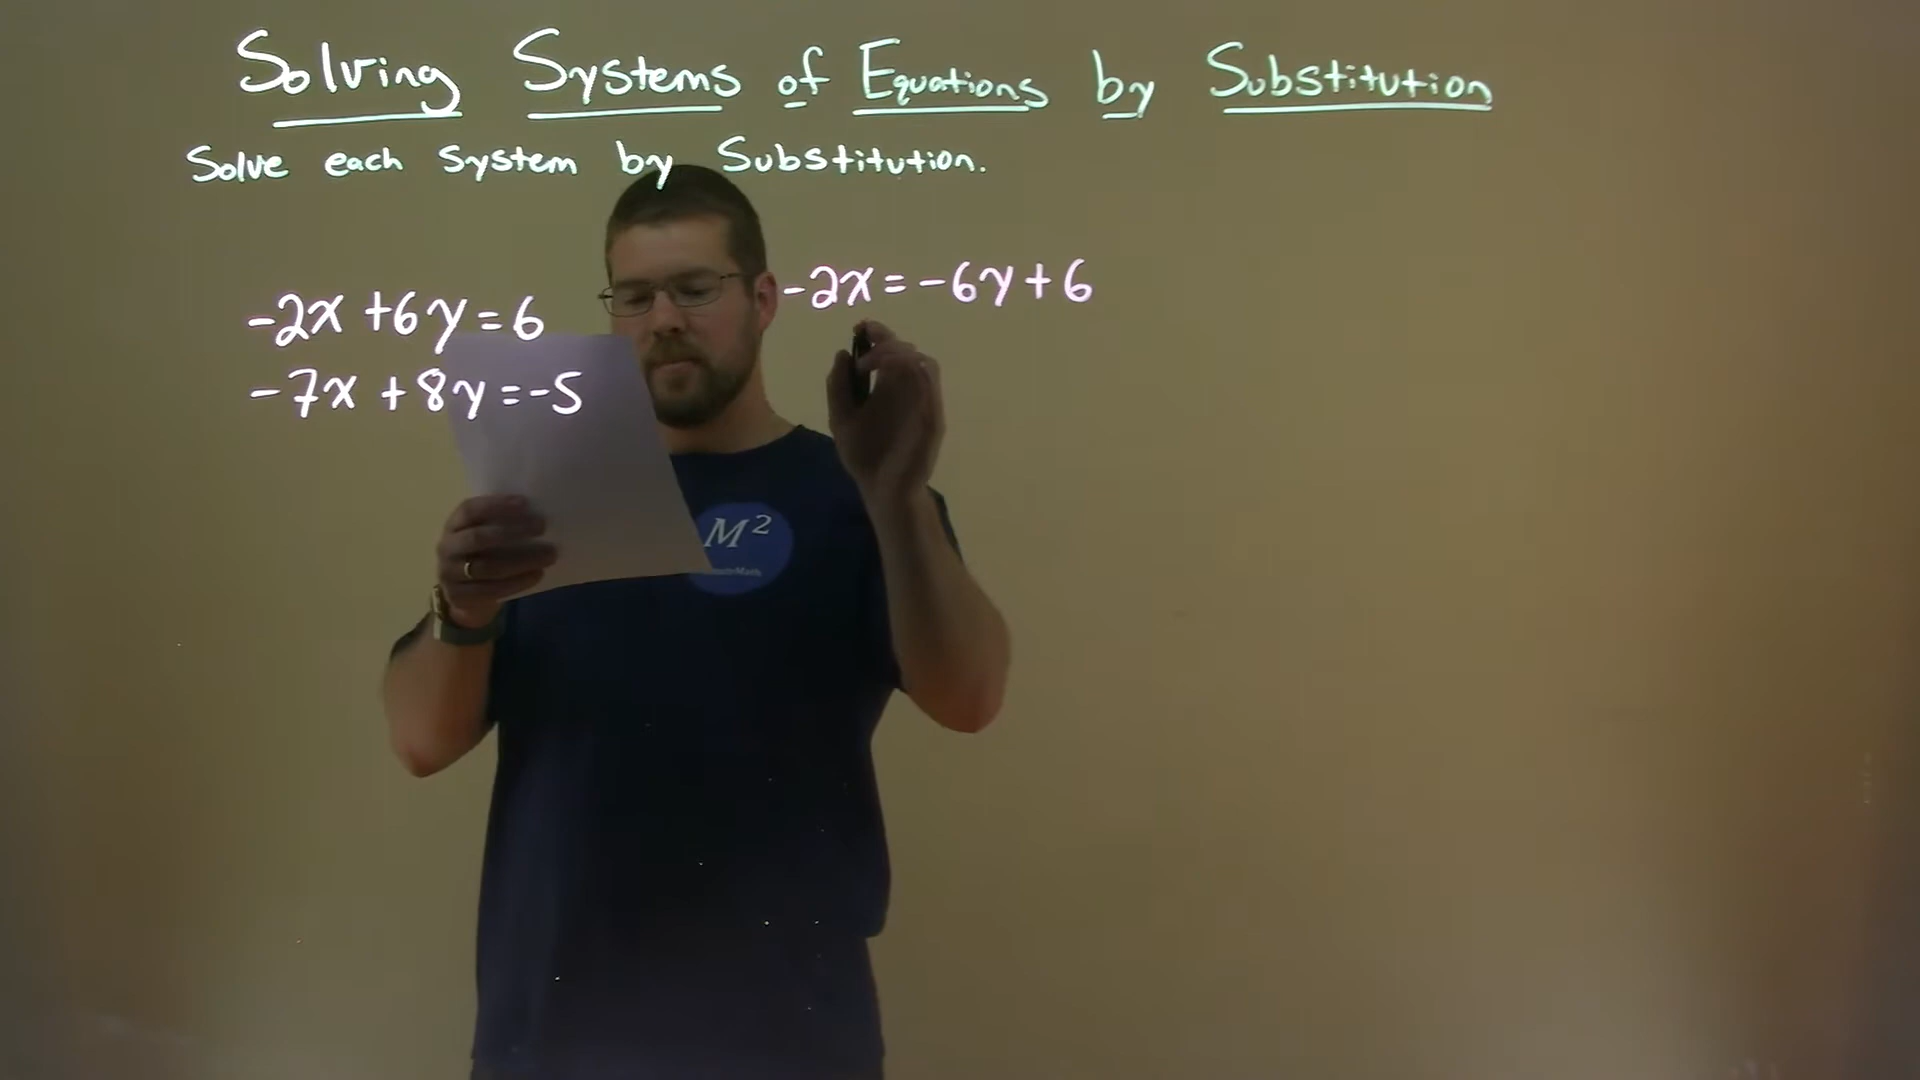 Solving Systems of Equations by Substitution
Solve each System by Substitution.
-2x+6y=6
-7x+8y=-5
-2x=-6y+6
M²